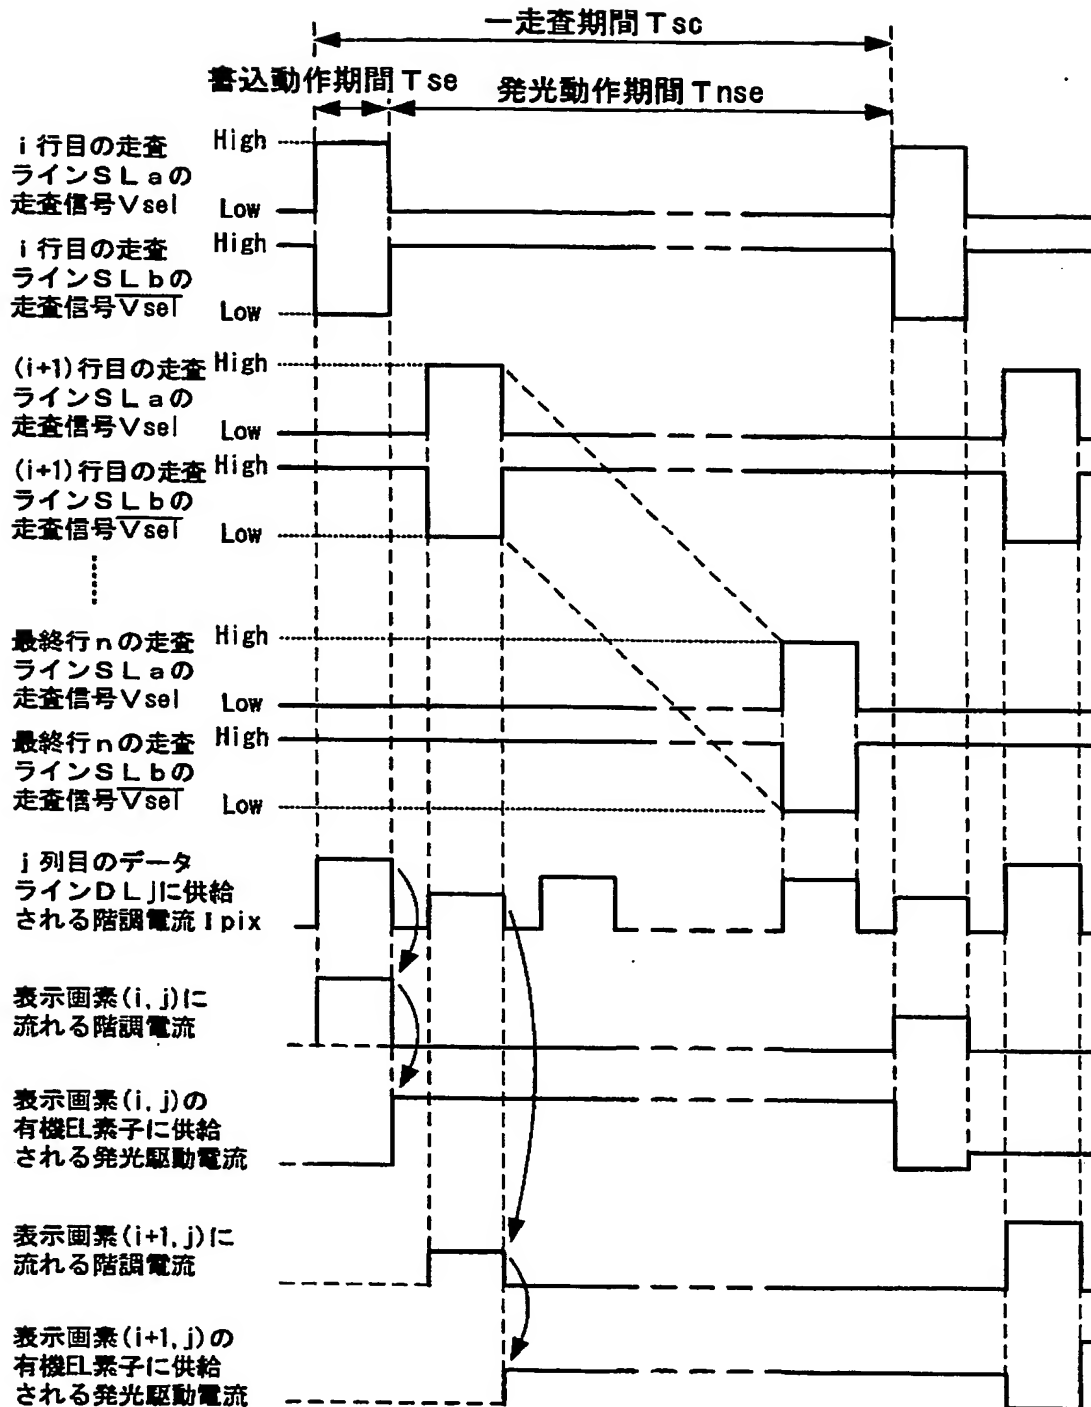 一走査期間Tsc
書込動作期間Tse
発光動作期間Tnse
i行目の走査
ラインSLaの
走査信号Vsel
High
Low
i行目の走査
ラインSLbの
走査信号V̅s̅e̅l̅
High
Low
(i+1)行目の走査
ラインSLaの
走査信号Vsel
High
Low
(i+1)行目の走査
ラインSLbの
走査信号V̅s̅e̅l̅
High
Low
最終行nの走査
ラインSLaの
走査信号Vsel
High
Low
最終行nの走査
ラインSLbの
走査信号V̅s̅e̅l̅
High
Low
j列目のデータ
ラインDLjに供給
される階調電流Ipix
表示画素(i,j)に
流れる階調電流
表示画素(i,j)の
有機EL素子に供給
される発光駆動電流
表示画素(i+1,j)に
流れる階調電流
表示画素(i+1,j)の
有機EL素子に供給
される発光駆動電流